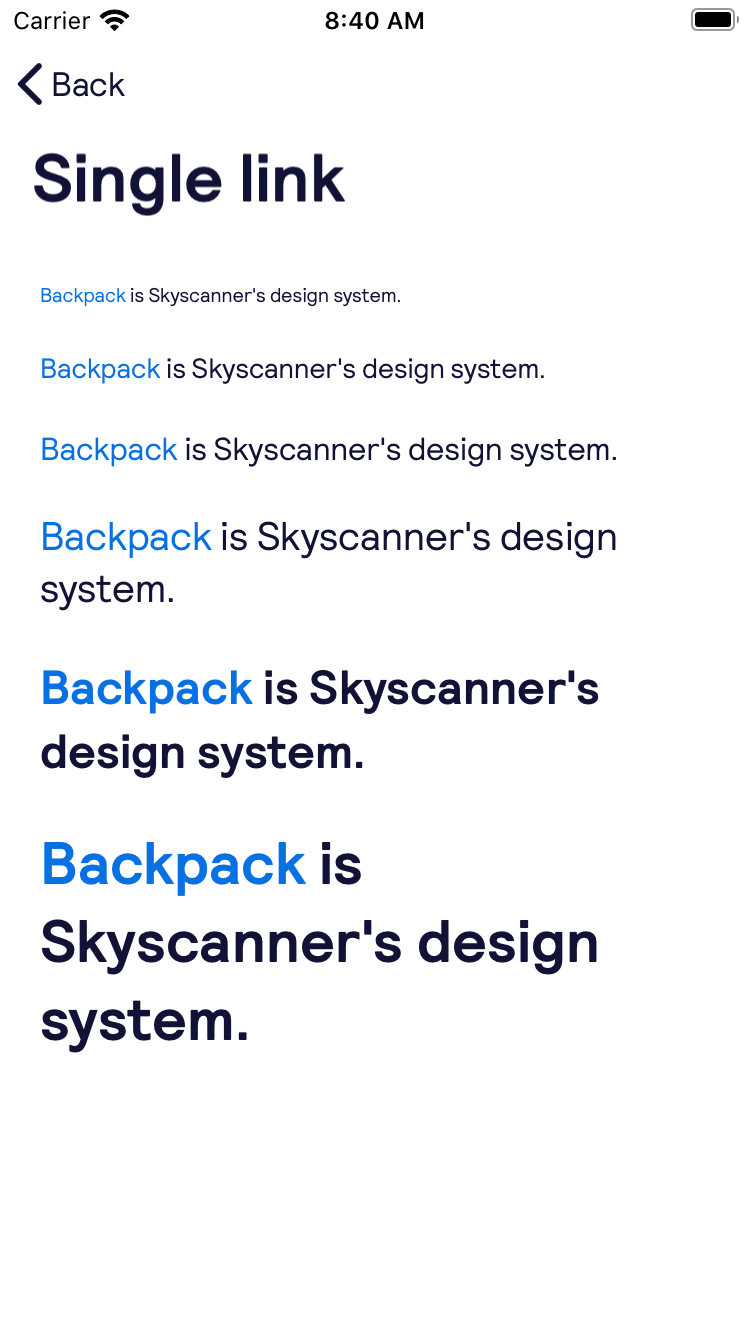 Carrier 8:40 AM
Back
Single link
Backpack is Skyscanner's design system.
Backpack is Skyscanner's design system.
Backpack is Skyscanner's design system.
Backpack is Skyscanner's design
system.
Backpack is Skyscanner's
design system.
Backpack is
Skyscanner's design
system.